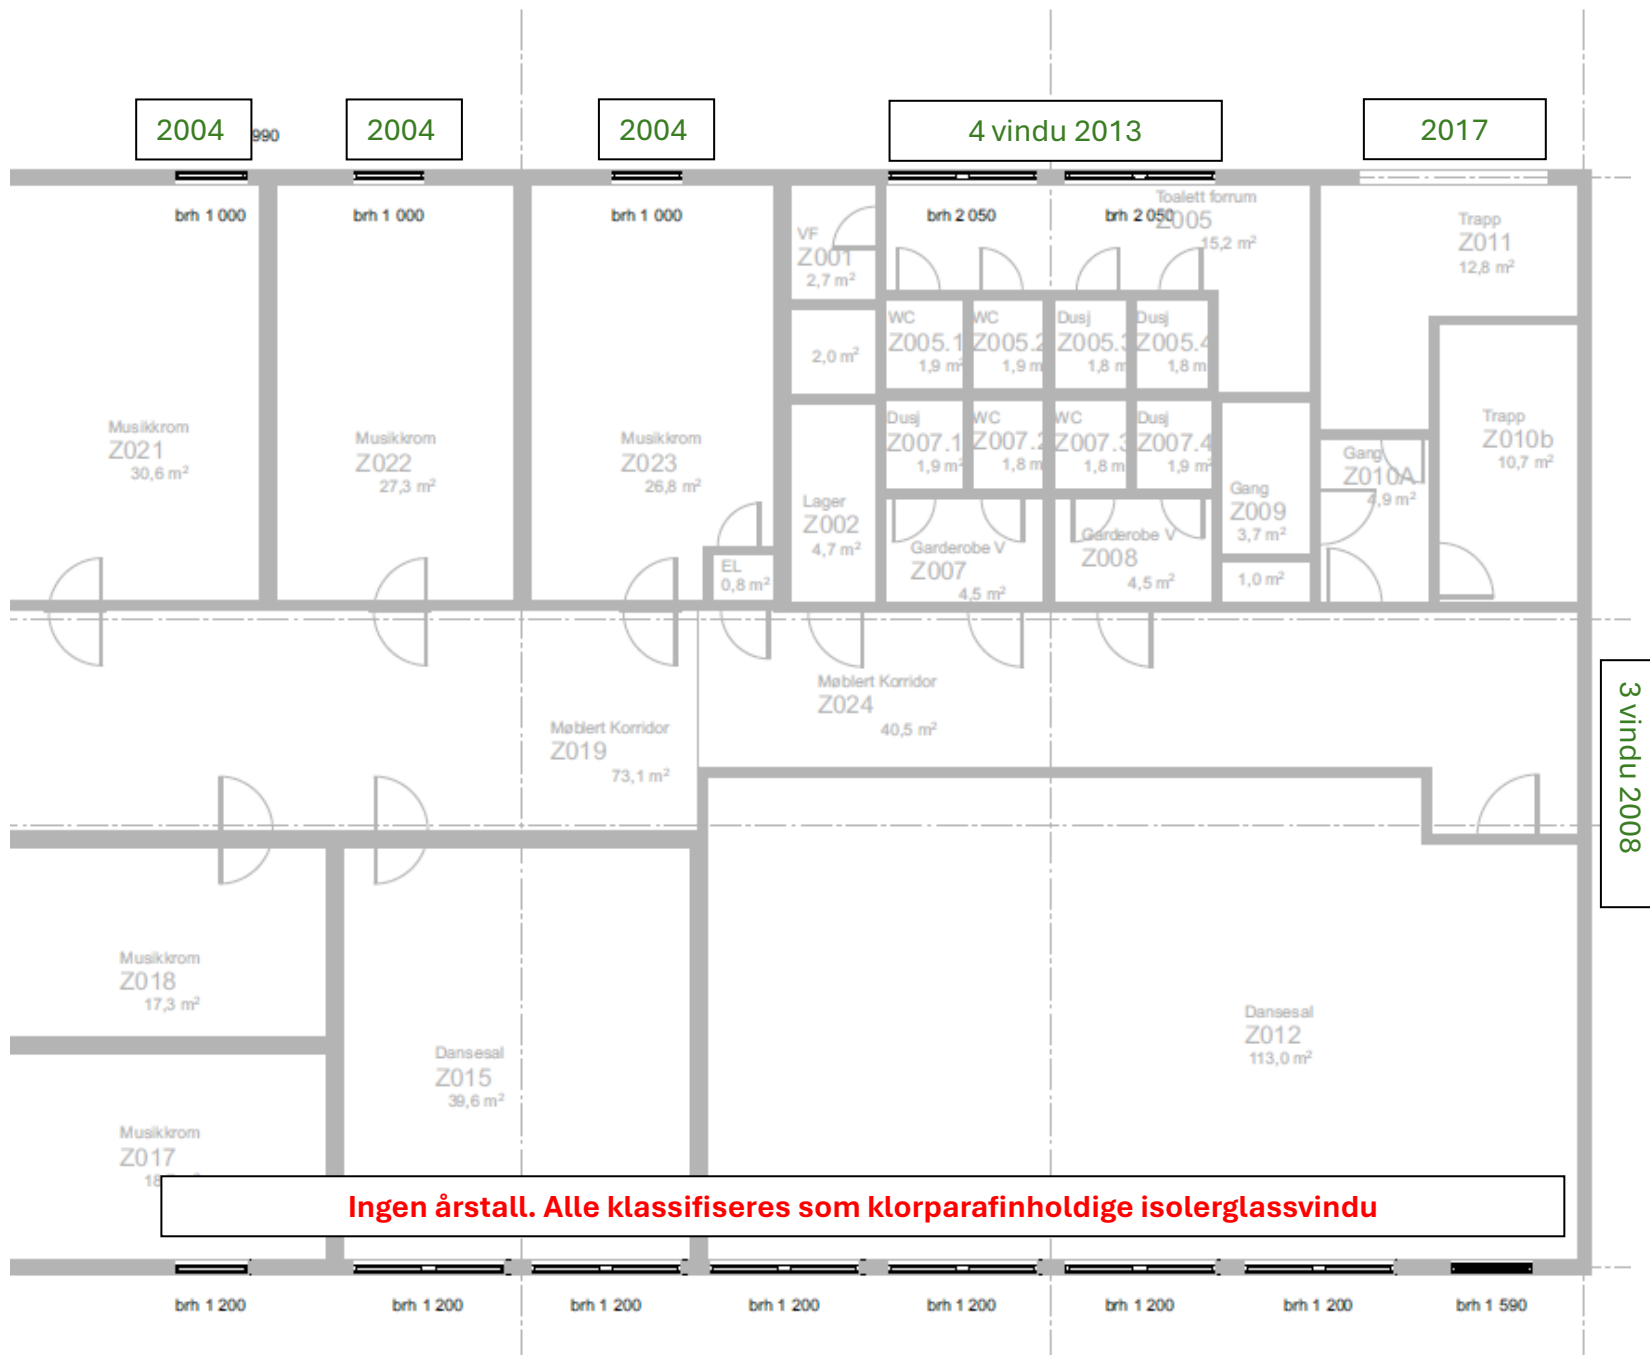 2004
990
2004
2004
4 vindu 2013
2017
brh 1 000
brh 1 000
brh 1 000
brh 2 050
brh 2 050
Toalett forrum
Z005
15,2 m²
VF
Z001
2,7 m²
Trapp
Z011
12,8 m²
2,0 m²
WC
Z005.1
1,9 m²
WC
Z005.2
1,9 m
Dusj
Z005.3
1,8 m
Dusj
Z005.4
1,8 m
Musikkrom
Z021
30,6 m²
Musikkrom
Z022
27,3 m²
Musikkrom
Z023
26,8 m²
Dusj
Z007.1
1,9 m²
WC
Z007.2
1,8 m
WC
Z007.3
1,8 m
Dusj
Z007.4
1,9 m²
Trapp
Z010b
10,7 m²
Gang
Z010A
4,9 m²
Lager
Z002
4,7 m²
Gang
Z009
3,7 m²
Garderobe V
Z007
4,5 m²
Garderobe V
Z008
4,5 m²
EL
0,8 m²
1,0 m²
Møblert Korridor
Z024
40,5 m²
Møblert Korridor
Z019
73,1 m²
3 vindu 2008
Musikkrom
Z018
17,3 m²
Dansesal
Z015
39,6 m²
Dansesal
Z012
113,0 m²
Musikkrom
Z017
Ingen årstall. Alle klassifiseres som klorparafinholdige isolerglassvindu
brh 1 200
brh 1 200
brh 1 200
brh 1 200
brh 1 200
brh 1 200
brh 1 200
brh 1 590